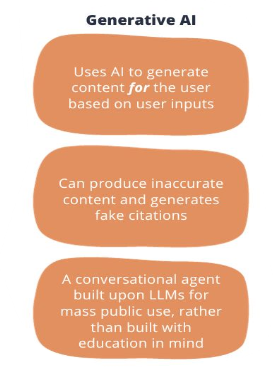 Generative AI
Uses AI to generate
content for the user
based on user inputs
Can produce inaccurate
content and generates
fake citations
A conversational agent
built upon LLMs for
mass public use, rather
than built with
education in mind